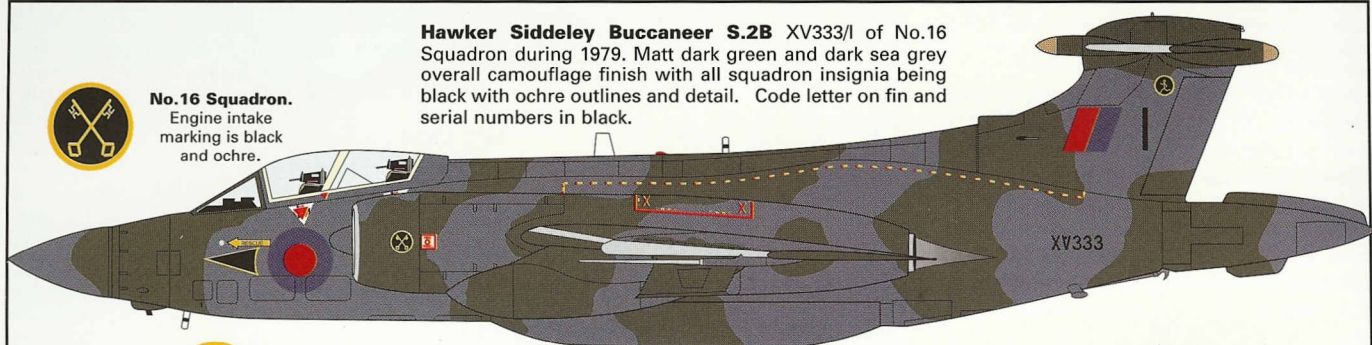 Hawker Siddeley Buccaneer S.2B XV333/I of No.16
Squadron during 1979. Matt dark green and dark sea grey
overall camouflage finish with all squadron insignia being
black with ochre outlines and detail. Code letter on fin and
serial numbers in black.
No.16 Squadron.
Engine intake
marking is black
and ochre.
I
X X
RESCUE
XV333